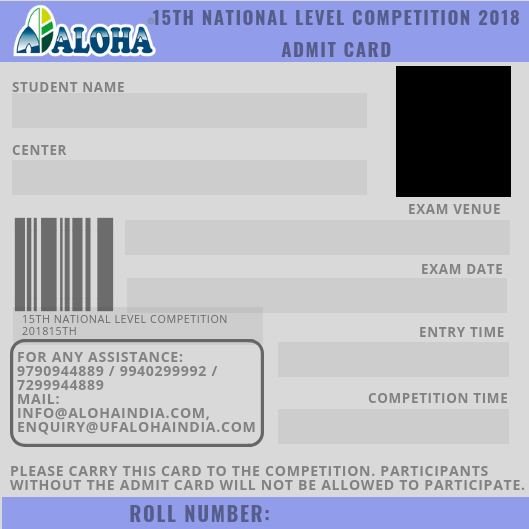 ALOHA
15TH NATIONAL LEVEL COMPETITION 2018
ADMIT CARD
STUDENT NAME
CENTER
EXAM VENUE
EXAM DATE
15TH NATIONAL LEVEL COMPETITION
201815TH
ENTRY TIME
FOR ANY ASSISTANCE:
9790944889 / 9940299992 /
7299944889
MAIL:
INFO@ALOHAINDIA.COM,
ENQUIRY@UFALOHAINDIA.COM
COMPETITION TIME
PLEASE CARRY THIS CARD TO THE COMPETITION. PARTICIPANTS
WITHOUT THE ADMIT CARD WILL NOT BE ALLOWED TO PARTICIPATE.
ROLL NUMBER: